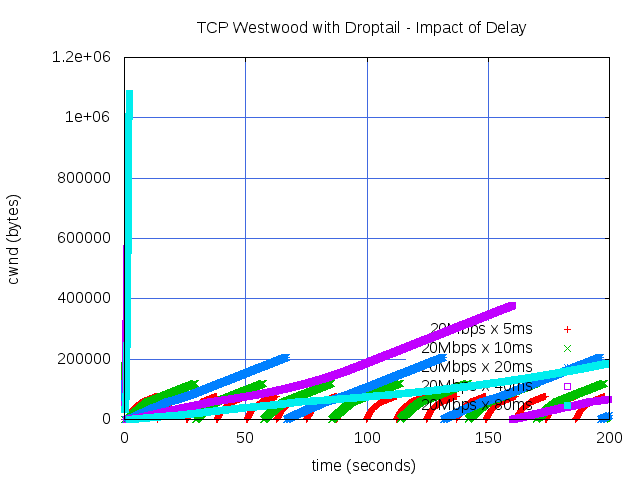 TCP Westwood with Droptail - Impact of Delay
1.2e+06
1e+06
800000
600000
400000
200000
0
cwnd (bytes)
20Mbps x 5ms
20Mbps x 10ms
20Mbps x 20ms
20Mbps x 40ms
20Mbps x 80ms
0 50 100 150 200
time (seconds)